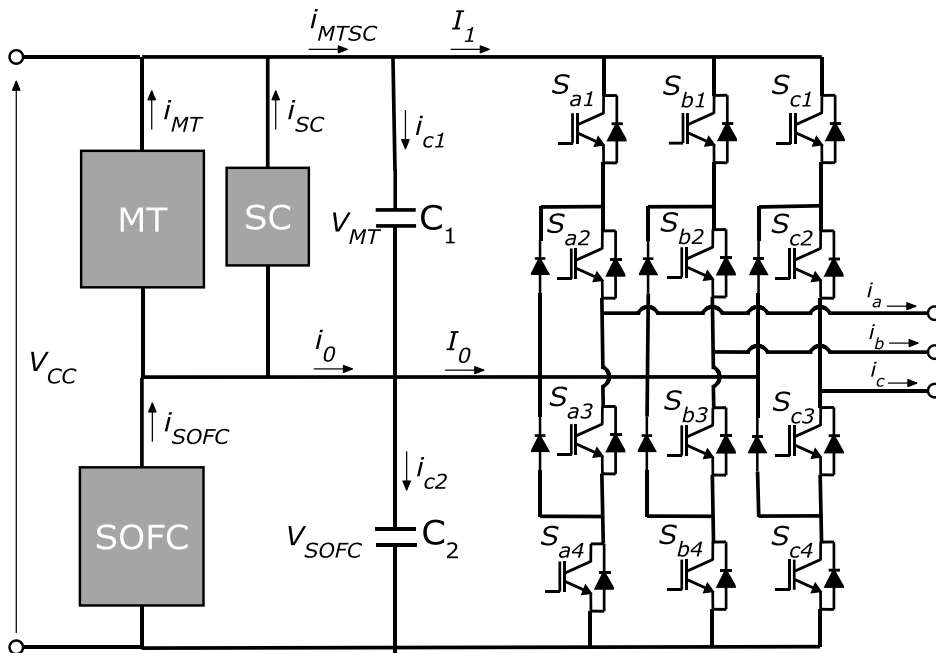 i_MTSC
I_1
S_a1
S_b1
S_c1
i_MT
i_SC
i_c1
MT
SC
V_MT
C_1
S_a2
S_b2
S_c2
i_a
i_0
I_0
i_b
V_CC
i_c
S_a3
S_b3
S_c3
i_SOFC
i_c2
SOFC
V_SOFC
C_2
S_a4
S_b4
S_c4